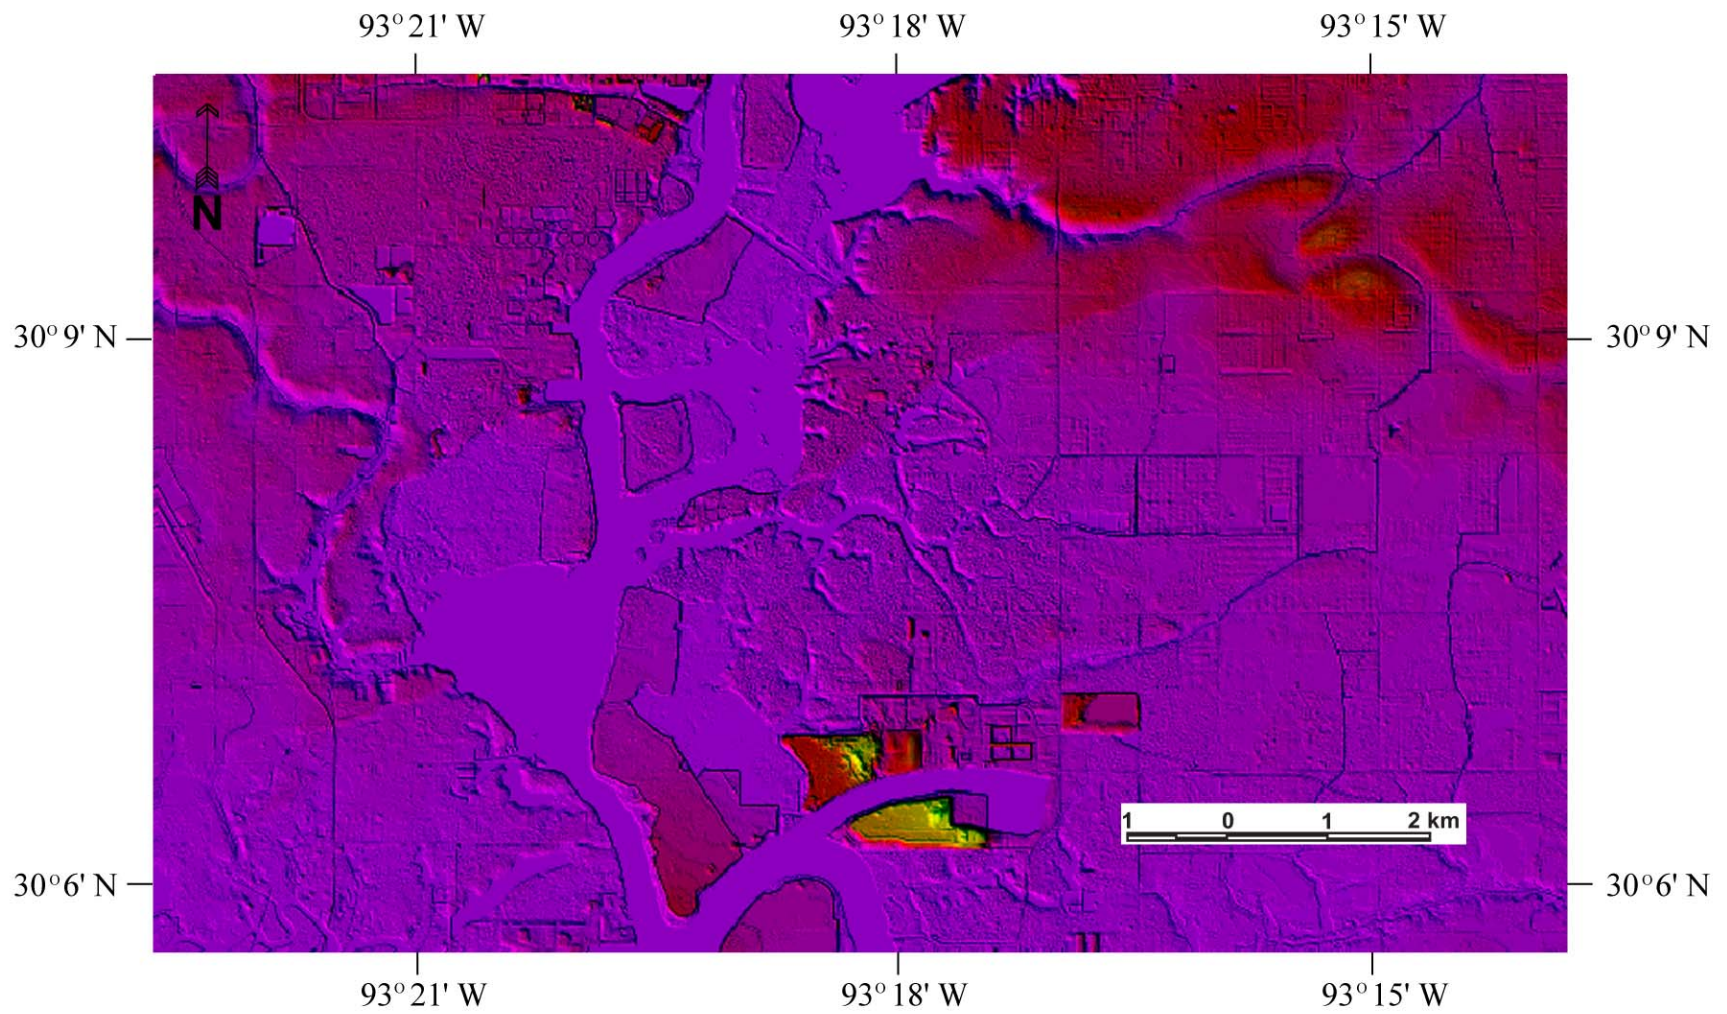 93° 21' W 93° 18' W 93° 15' W
N
30° 9' N 30° 9' N
1 0 1 2 km
30° 6' N 30° 6' N
93° 21' W 93° 18' W 93° 15' W